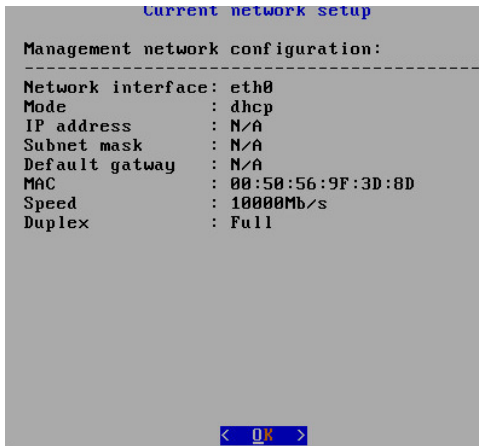 Current network setup
Management network configuration:
-----------------------------------------
Network interface: eth0
Mode : dhcp
IP address : N/A
Subnet mask : N/A
Default gatway : N/A
MAC : 00:50:56:9F:3D:8D
Speed : 10000Mb/s
Duplex : Full
< OK >